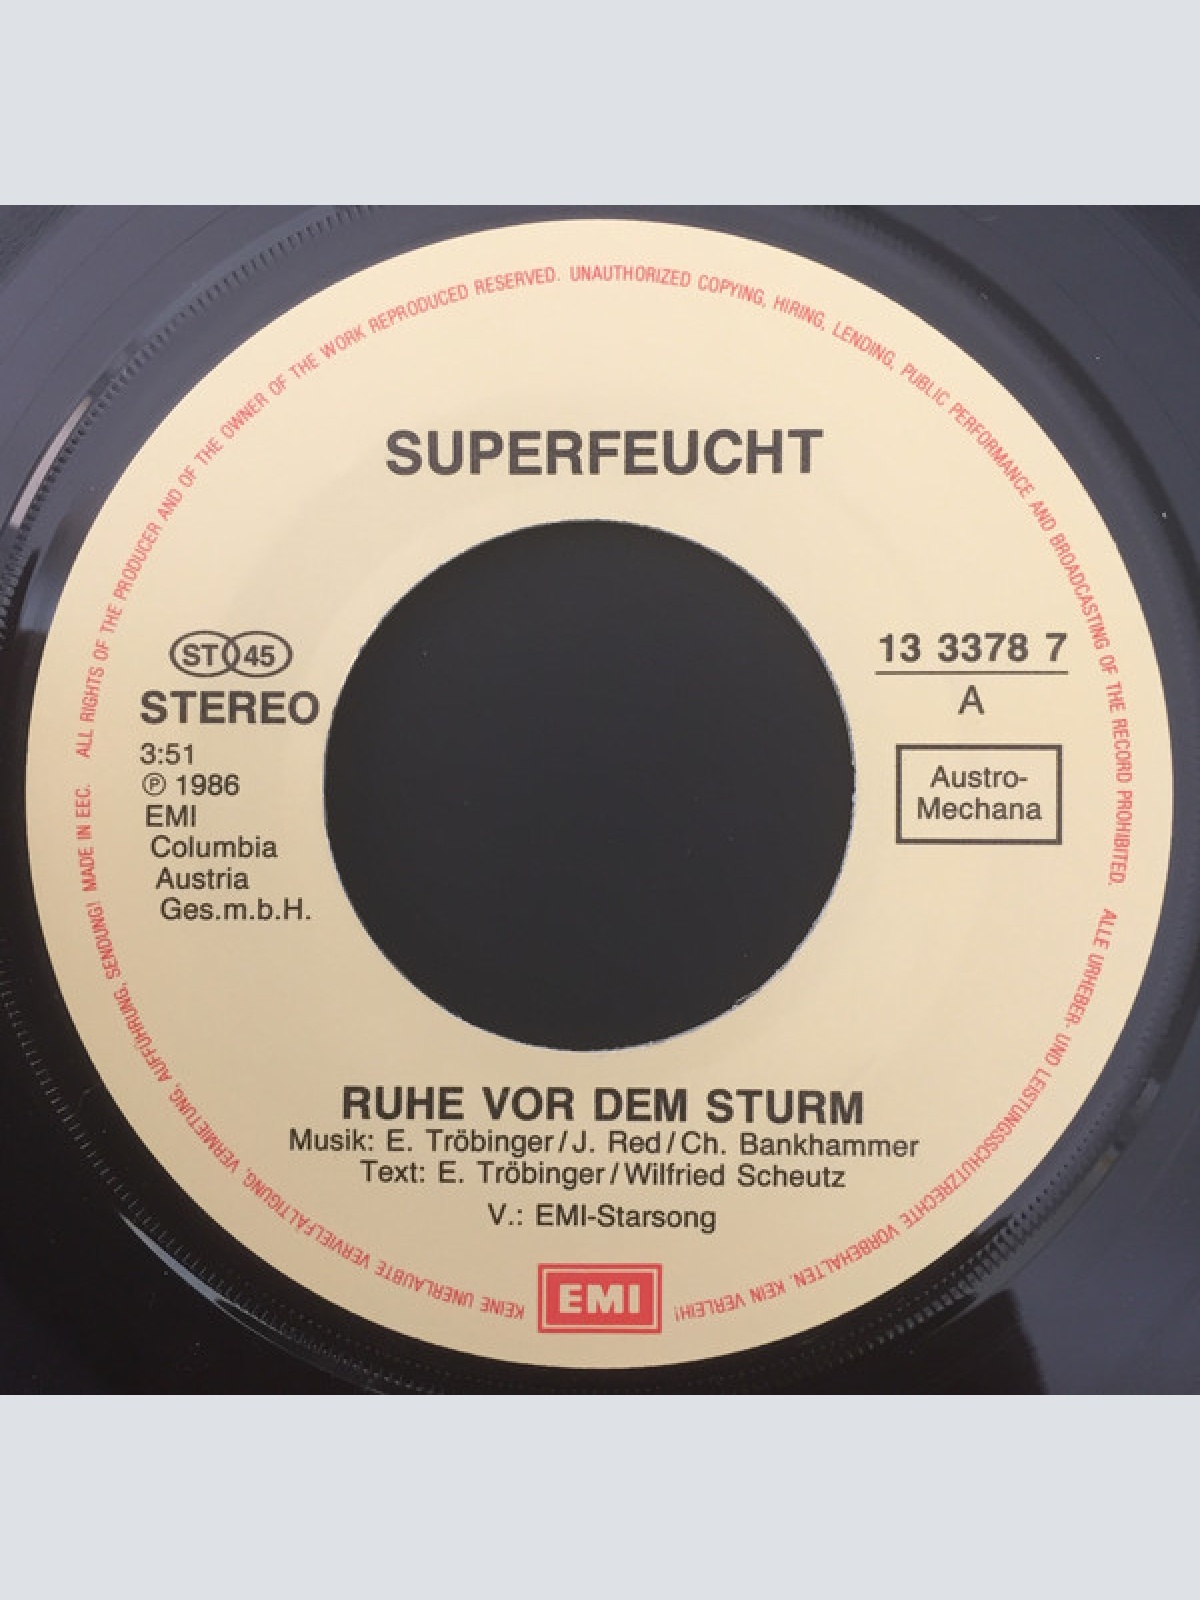 SUPERFEUCHT
ST 45
STEREO
3:51
℗ 1986
EMI
Columbia
Austria
Ges.m.b.H.
13 3378 7
A
Austro-
Mechana
RUHE VOR DEM STURM
Musik: E. Tröbinger/J. Red/Ch. Bankhammer
Text: E. Tröbinger/Wilfried Scheutz
V.: EMI-Starsong
EMI
ALL RIGHTS OF THE PRODUCER AND OF THE OWNER OF THE WORK REPRODUCED RESERVED. UNAUTHORIZED COPYING, HIRING, LENDING, PUBLIC PERFORMANCE AND BROADCASTING OF THE RECORD PROHIBITED. ALLE URHEBER- UND LEISTUNGSSCHUTZRECHTE VORBEHALTEN. KEIN VERLEIH! KEINE UNERLAUBTE VERVIELFÄLTIGUNG, VERMIETUNG, AUFFÜHRUNG, SENDUNG! MADE IN EEC.